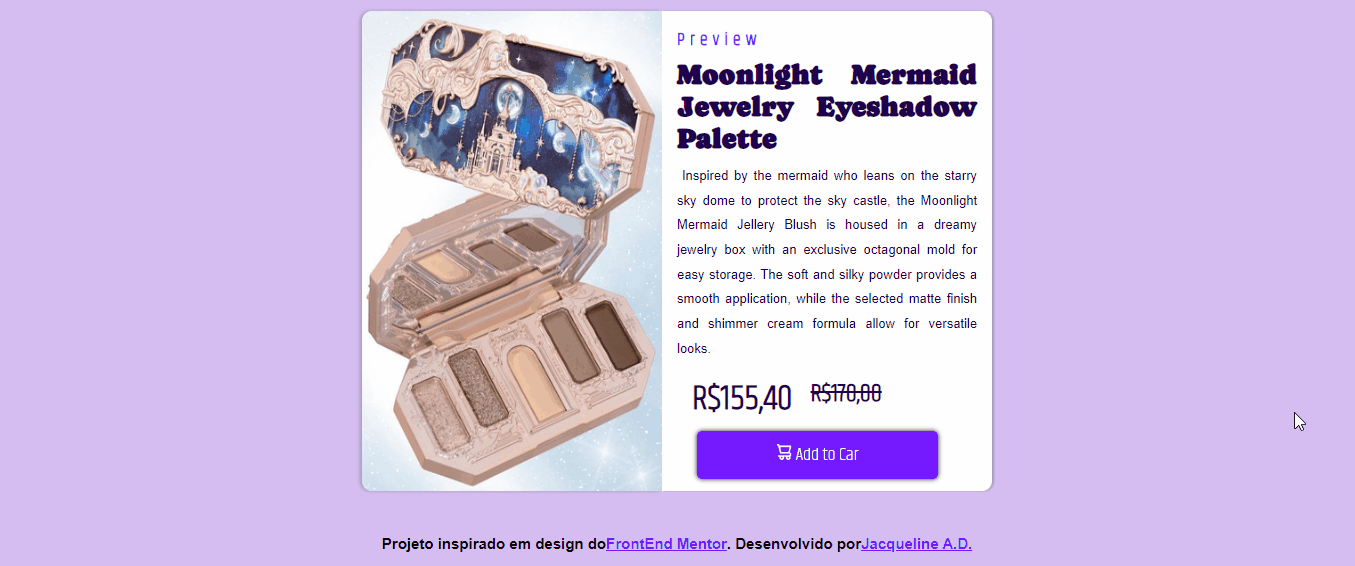 Preview
Moonlight Mermaid
Jewelry Eyeshadow
Palette
Inspired by the mermaid who leans on the starry
sky dome to protect the sky castle, the Moonlight
Mermaid Jellery Blush is housed in a dreamy
jewelry box with an exclusive octagonal mold for
easy storage. The soft and silky powder provides a
smooth application, while the selected matte finish
and shimmer cream formula allow for versatile
looks.
R$155,40 R$170,00
Add to Car
Projeto inspirado em design doFrontEnd Mentor. Desenvolvido porJacqueline A.D.